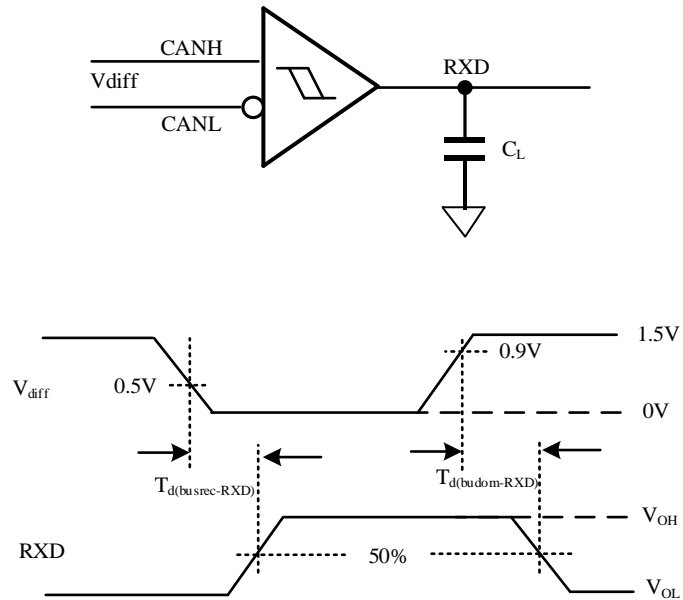 CANH
RXD
Vdiff
CANL
CL
1.5V
0.9V
0.5V
Vdiff
0V
Td(busrec-RXD)
Td(budom-RXD)
VOH
RXD
50%
VOL